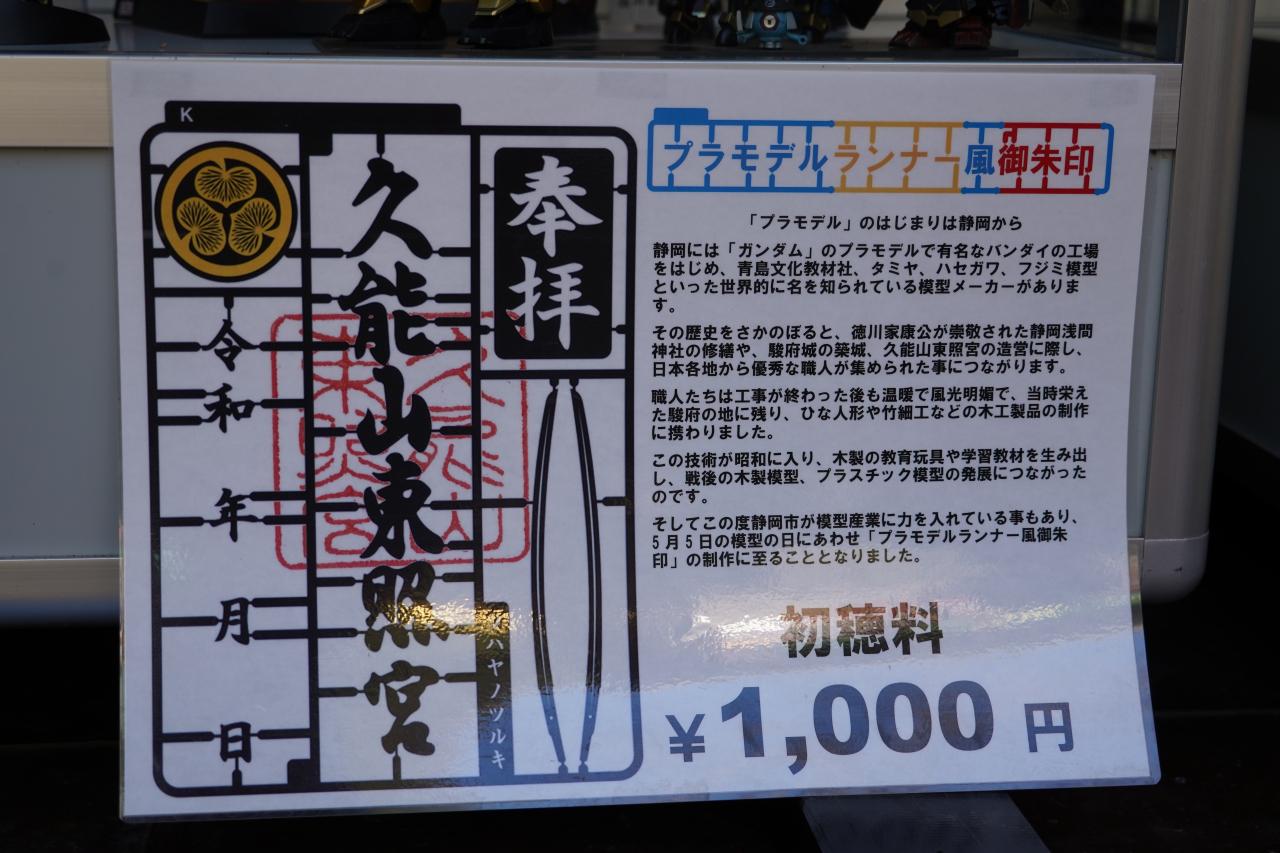 K
奉拝
久能山東照宮
令和 年 月 日
ハヤノツルキ
プラモデルランナー風御朱印
「プラモデル」のはじまりは静岡から
静岡には「ガンダム」のプラモデルで有名なバンダイの工場
をはじめ、青島文化教材社、タミヤ、ハセガワ、フジミ模型
といった世界的に名を知られている模型メーカーがありま
す。
その歴史をさかのぼると、徳川家康公が崇敬された静岡浅間
神社の修繕や、駿府城の築城、久能山東照宮の造営に際し、
日本各地から優秀な職人が集められた事につながります。
職人たちは工事が終わった後も温暖で風光明媚で、当時栄え
た駿府の地に残り、ひな人形や竹細工などの木工製品の制作
に携わりました。
この技術が昭和に入り、木製の教育玩具や学習教材を生み出
し、戦後の木製模型、プラスチック模型の発展につながった
のです。
そしてこの度静岡市が模型産業に力を入れている事もあり、
5月5日の模型の日にあわせ「プラモデルランナー風御朱
印」の制作に至ることとなりました。
初穂料
¥1,000 円